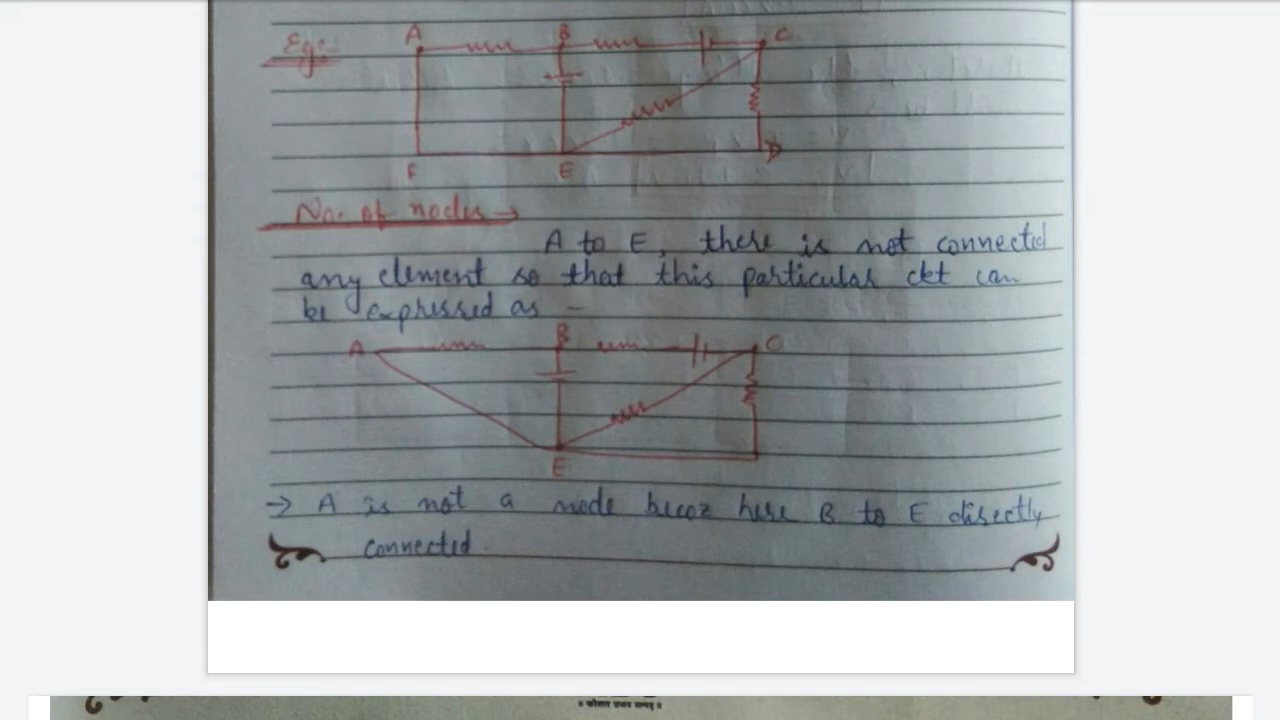 Eg:
A B C
F E D
No. of nodes →
A to E, there is not connected
any element so that this particular ckt can
be expressed as -
A B C
E
→ A is not a node becoz here B to E directly
connected.